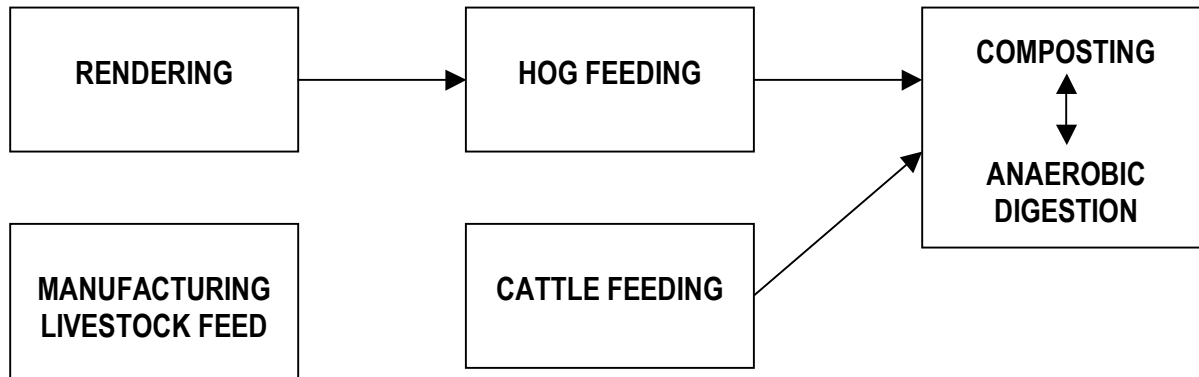 RENDERING
HOG FEEDING
COMPOSTING
ANAEROBIC
DIGESTION
MANUFACTURING
LIVESTOCK FEED
CATTLE FEEDING